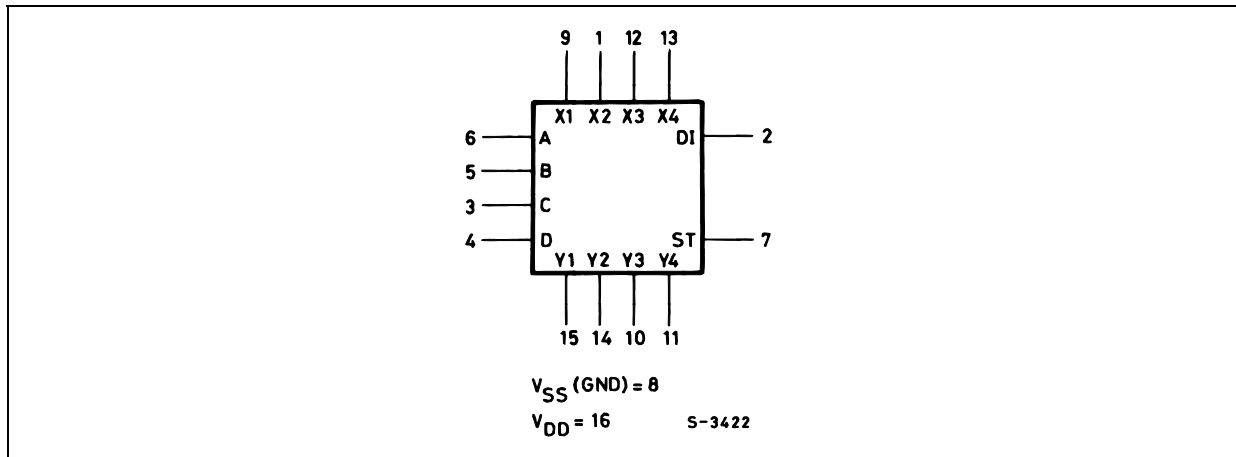 9 1 12 13
X1 X2 X3 X4
6 A DI 2
5 B
3 C
4 D ST 7
Y1 Y2 Y3 Y4
15 14 10 11
VSS (GND) = 8
VDD = 16 S-3422